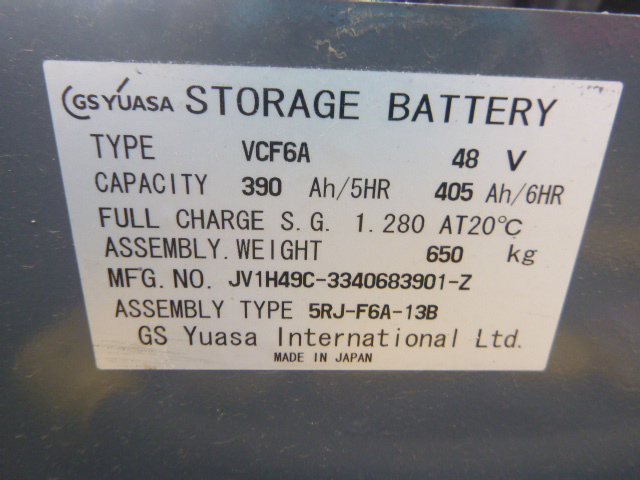 GS YUASA STORAGE BATTERY
TYPE VCF6A 48 V
CAPACITY 390 Ah/5HR 405 Ah/6HR
FULL CHARGE S.G. 1.280 AT20℃
ASSEMBLY.WEIGHT 650 kg
MFG.NO. JV1H49C-3340683901-Z
ASSEMBLY TYPE 5RJ-F6A-13B
GS Yuasa International Ltd.
MADE IN JAPAN